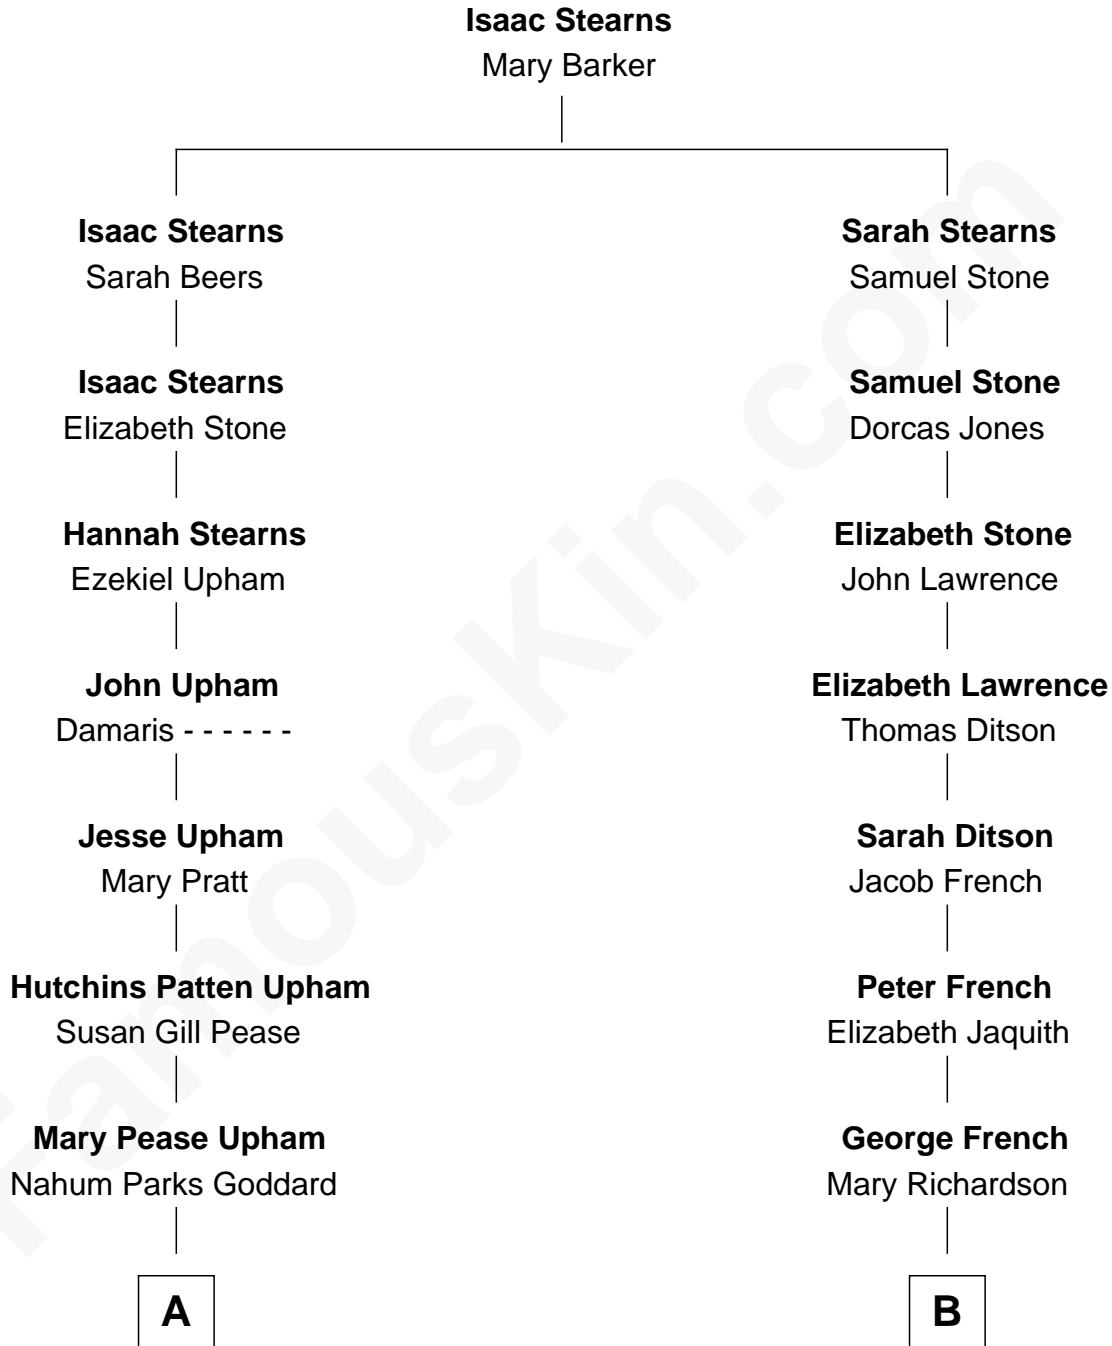 Isaac Stearns
Mary Barker
Isaac Stearns
Sarah Beers
Sarah Stearns
Samuel Stone
Isaac Stearns
Elizabeth Stone
Samuel Stone
Dorcas Jones
Hannah Stearns
Ezekiel Upham
Elizabeth Stone
John Lawrence
John Upham
Damaris - - - - - -
Elizabeth Lawrence
Thomas Ditson
Jesse Upham
Mary Pratt
Sarah Ditson
Jacob French
Hutchins Patten Upham
Susan Gill Pease
Peter French
Elizabeth Jaquith
Mary Pease Upham
Nahum Parks Goddard
George French
Mary Richardson
A
B
FamousKin.com